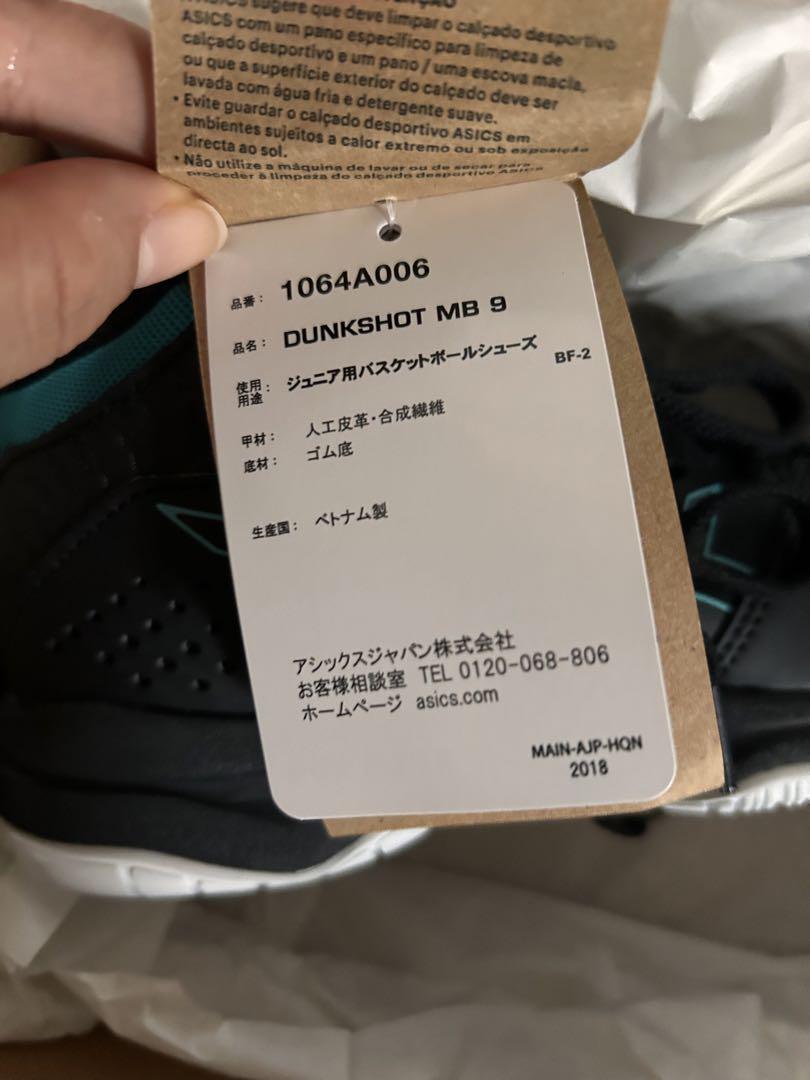 ASICS sugere que deve limpar o calçado desportivo
ASICS com um pano específico para limpeza de
calçado desportivo e um pano / uma escova macia,
ou que a superfície exterior do calçado deve ser
lavada com água fria e detergente suave.
• Evite guardar o calçado desportivo ASICS em
ambientes sujeitos a calor extremo ou sob exposição
directa ao sol.
• Não utilize a máquina de lavar ou de secar para
proceder à limpeza do calçado desportivo ASICS
品番： 1064A006
品名： DUNKSHOT MB 9
使用用途： ジュニア用バスケットボールシューズ BF-2
甲材： 人工皮革・合成繊維
底材： ゴム底
生産国： ベトナム製
アシックスジャパン株式会社
お客様相談室 TEL 0120-068-806
ホームページ asics.com
MAIN-AJP-HQN
2018